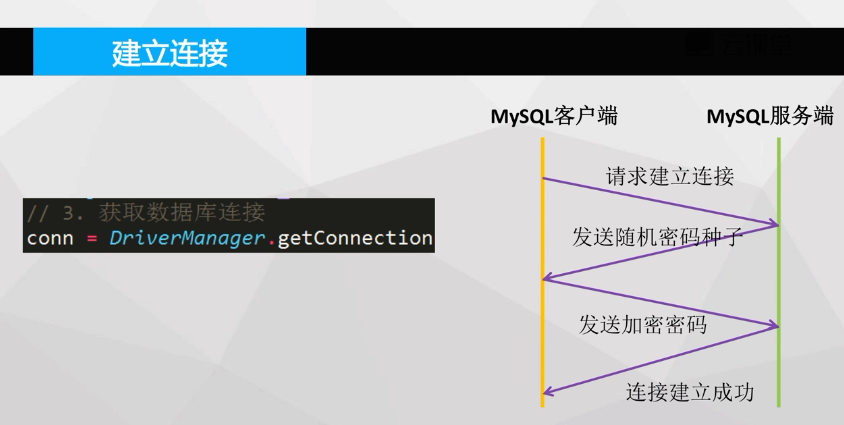 建立连接
MySQL客户端
MySQL服务端
请求建立连接
// 3. 获取数据库连接
conn = DriverManager.getConnection
发送随机密码种子
发送加密密码
连接建立成功